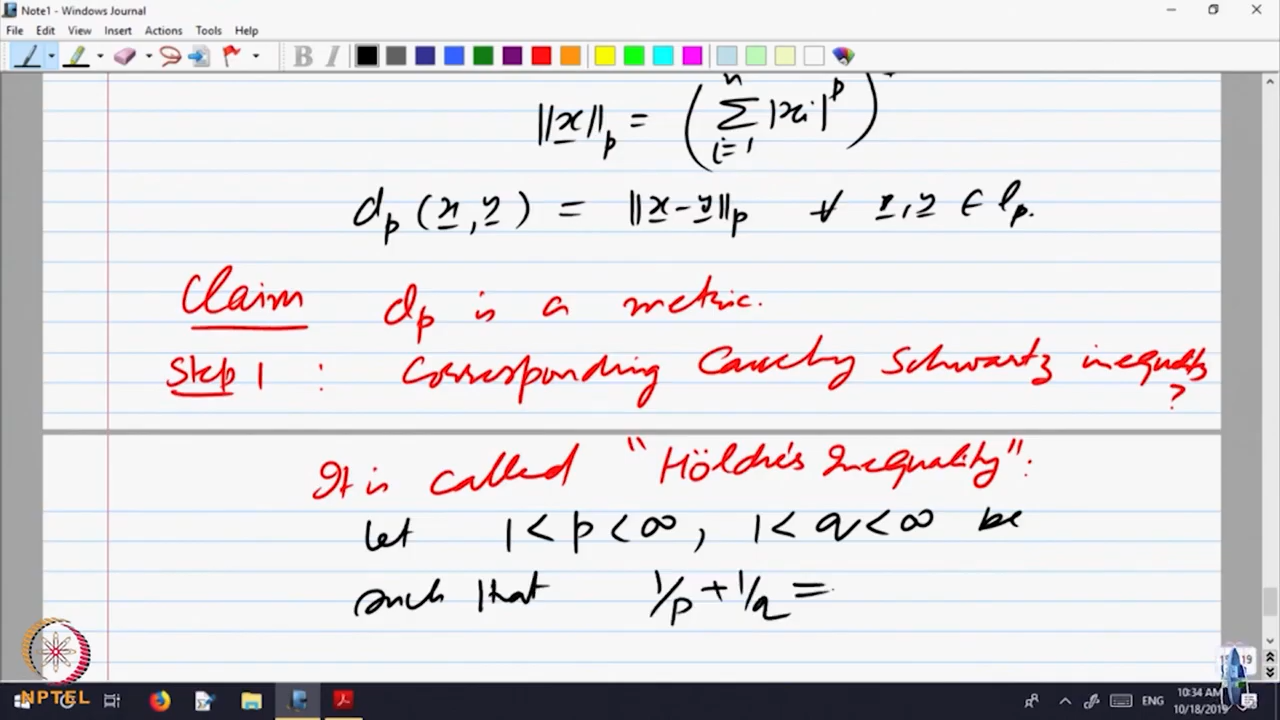 Note1 - Windows Journal
File Edit View Insert Actions Tools Help
‖x‖p = ( n∑i=1 |xi|^p )
dp (x, y) = ‖x-y‖p ∀ x, y ∈ lp.
Claim dp is a metric.
Step 1 : Corresponding Cauchy Schwartz inequality ?
It is called "Hölder's Inequality":
Let 1 < p < ∞, 1 < q < ∞ be
such that 1/p + 1/q =
NPTEL
ENG
10:34 AM
10/18/2019